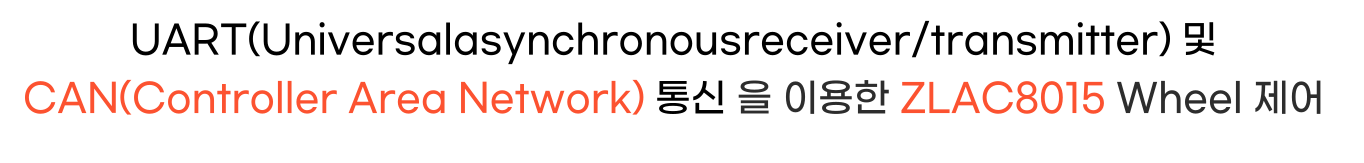 UART(Universalasynchronousreceiver/transmitter) 및
CAN(Controller Area Network) 통신 을 이용한 ZLAC8015 Wheel 제어